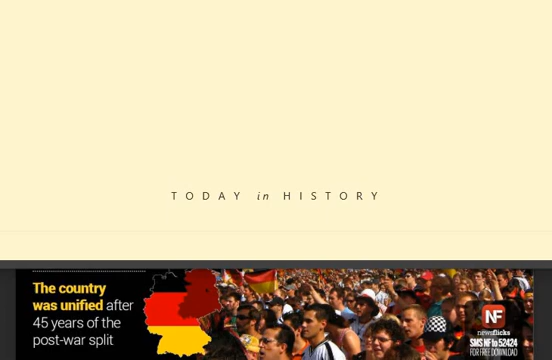 TODAY in HISTORY
The country
was unified after
45 years of the
post-war split
NF
newsflicks
SMS NF to 52424
FOR FREE DOWNLOAD